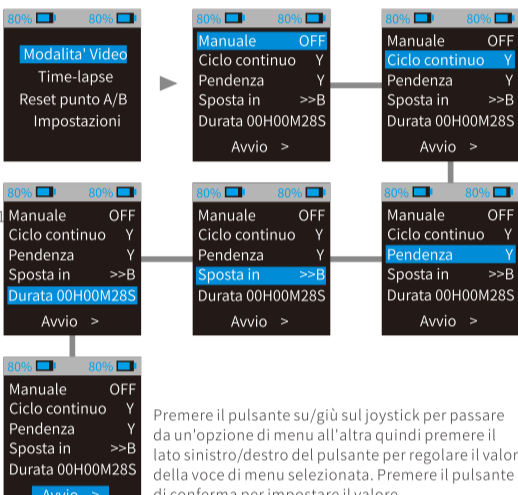 80% 80%
Modalita' Video
Time-lapse
Reset punto A/B
Impostazioni
80% 80%
Manuale OFF
Ciclo continuo Y
Pendenza Y
Sposta in >>B
Durata 00H00M28S
Avvio >
80% 80%
Manuale OFF
Ciclo continuo Y
Pendenza Y
Sposta in >>B
Durata 00H00M28S
Avvio >
80% 80%
Manuale OFF
Ciclo continuo Y
Pendenza Y
Sposta in >>B
Durata 00H00M28S
Avvio >
80% 80%
Manuale OFF
Ciclo continuo Y
Pendenza Y
Sposta in >>B
Durata 00H00M28S
Avvio >
80% 80%
Manuale OFF
Ciclo continuo Y
Pendenza Y
Sposta in >>B
Durata 00H00M28S
Avvio >
80% 80%
Manuale OFF
Ciclo continuo Y
Pendenza Y
Sposta in >>B
Durata 00H00M28S
Avvio >
Premere il pulsante su/giù sul joystick per passare
da un'opzione di menu all'altra quindi premere il
lato sinistro/destro del pulsante per regolare il valor
della voce di menu selezionata. Premere il pulsante
di conferma per impostare il valore